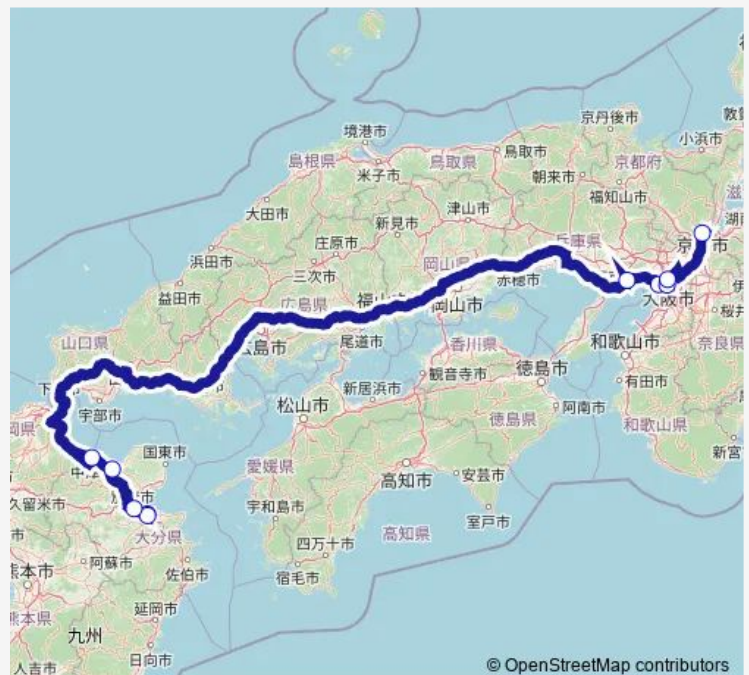 京丹後市
小浜市
境港市
島根県
鳥取県
鳥取市
京都府
米子市
朝来市
福知山市
大田市
津山市
新見市
庄原市
兵庫県
浜田市
三次市
岡山県
赤穂市
益田市
広島県
岡山市
大阪市
尾道市
山口県
香川県
和歌山市
奈良県
観音寺市
徳島市
新居浜市
有田市
宇部市
松山市
阿南市
国東市
徳島県
和歌山県
愛媛県
高知市
安芸市
久留米市
宇和島市
室戸市
高知県
大分県
四万十市
阿蘇市
熊本市
佐伯市
宿毛市
熊本県
延岡市
九州
日向市
人吉市
© OpenStreetMap contributors